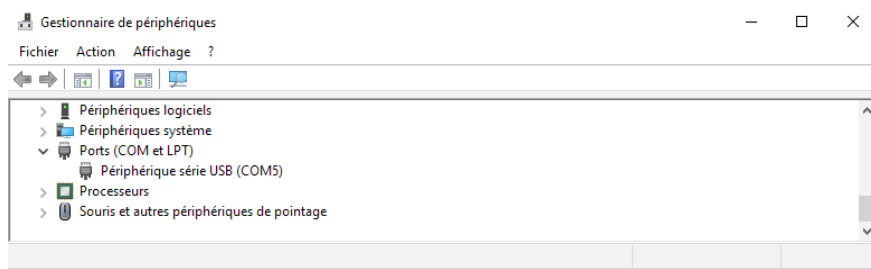 Gestionnaire de périphériques
Fichier Action Affichage ?
Périphériques logiciels
Périphériques système
Ports (COM et LPT)
Périphérique série USB (COM5)
Processeurs
Souris et autres périphériques de pointage